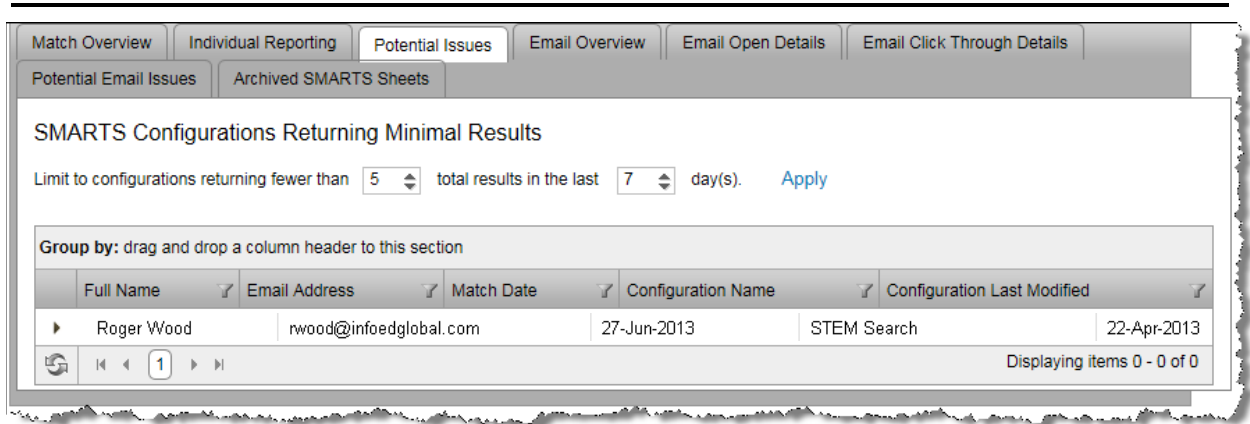 Match Overview Individual Reporting Potential Issues Email Overview Email Open Details Email Click Through Details
Potential Email Issues Archived SMARTS Sheets
SMARTS Configurations Returning Minimal Results
Limit to configurations returning fewer than 5 total results in the last 7 day(s). Apply
Group by: drag and drop a column header to this section
Full Name Email Address Match Date Configuration Name Configuration Last Modified
Roger Wood rwood@infoedglobal.com 27-Jun-2013 STEM Search 22-Apr-2013
1 Displaying items 0 - 0 of 0